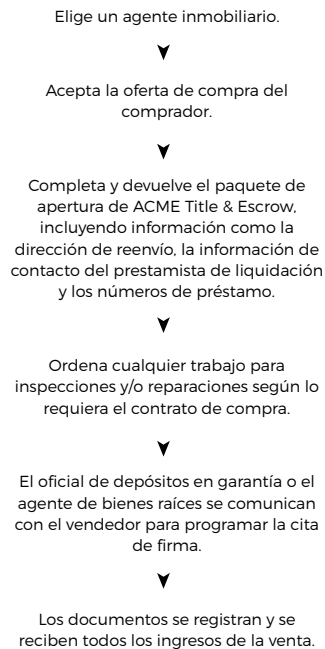 Elige un agente inmobiliario.
Acepta la oferta de compra del
comprador.
Completa y devuelve el paquete de
apertura de ACME Title & Escrow,
incluyendo información como la
dirección de reenvío, la información de
contacto del prestamista de liquidación
y los números de préstamo.
Ordena cualquier trabajo para
inspecciones y/o reparaciones según lo
requiera el contrato de compra.
El oficial de depósitos en garantía o el
agente de bienes raíces se comunican
con el vendedor para programar la cita
de firma.
Los documentos se registran y se
reciben todos los ingresos de la venta.